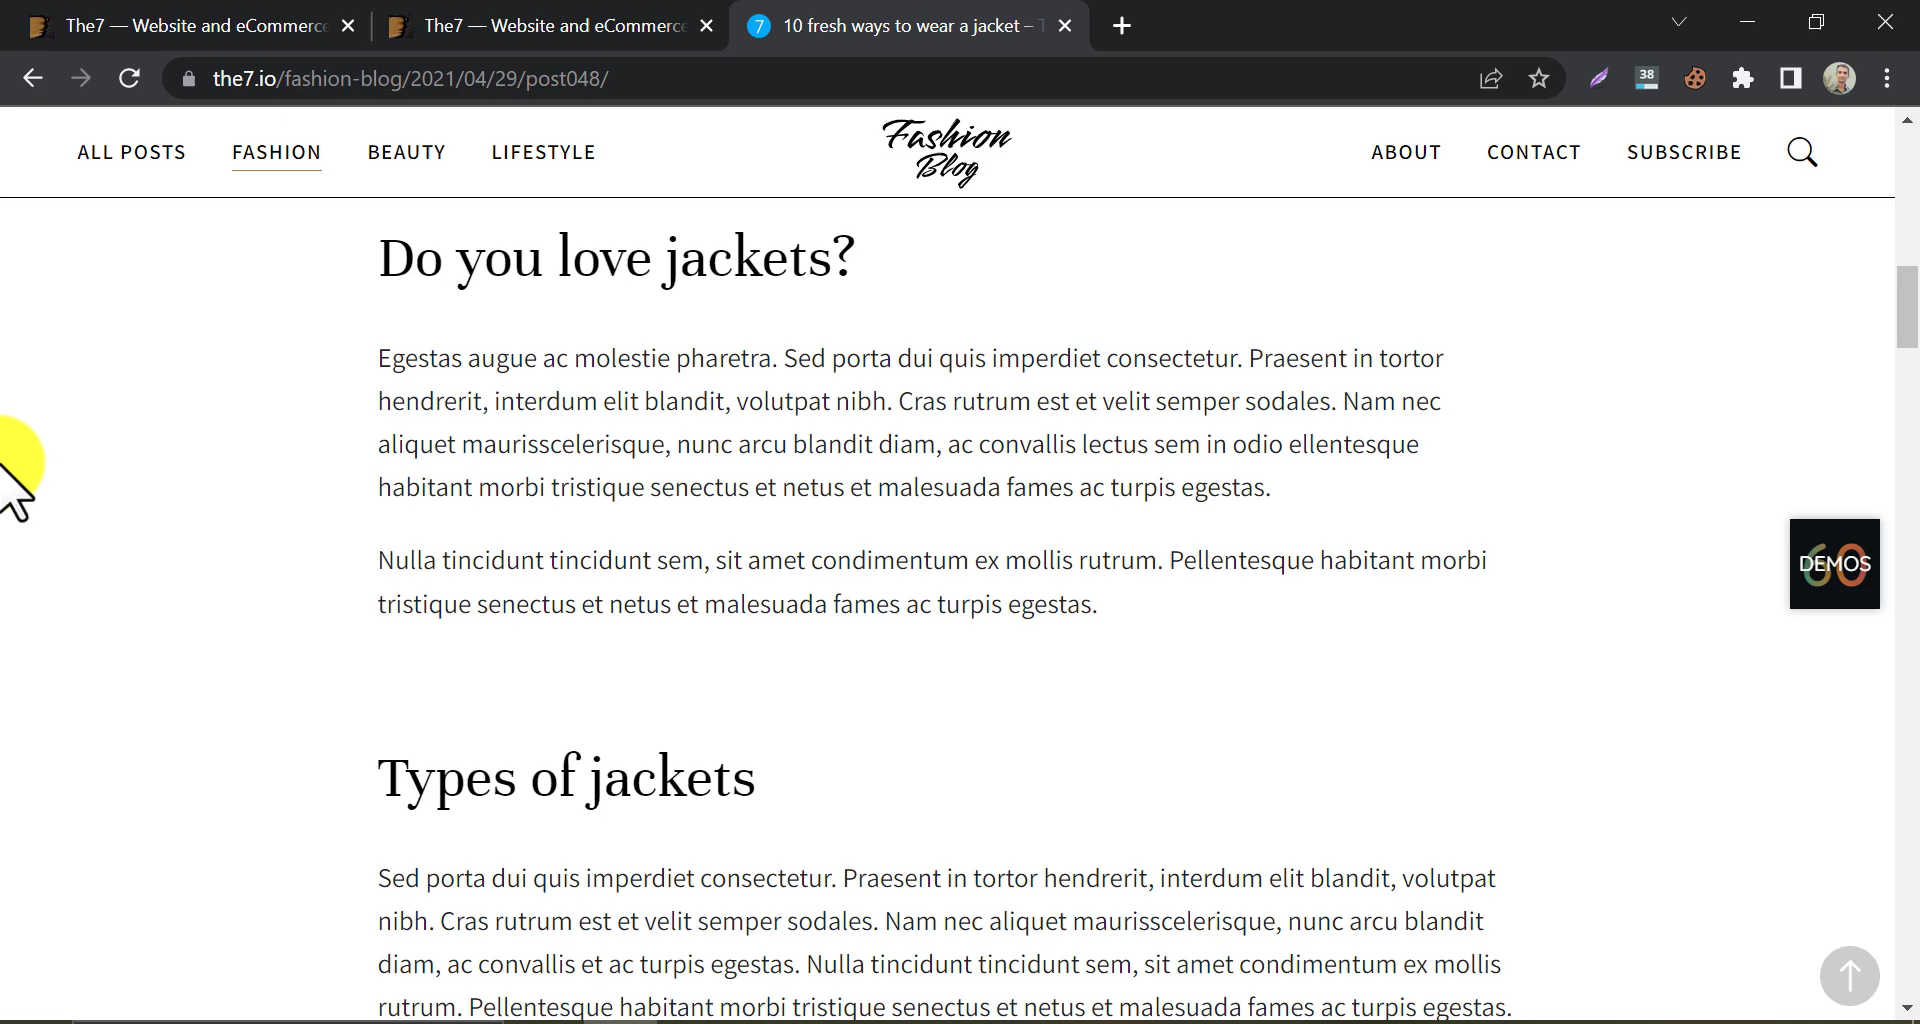 The7 — Website and eCommerce
The7 — Website and eCommerce
7 10 fresh ways to wear a jacket –
the7.io/fashion-blog/2021/04/29/post048/
38
ALL POSTS FASHION BEAUTY LIFESTYLE
Fashion
Blog
ABOUT CONTACT SUBSCRIBE
Do you love jackets?
Egestas augue ac molestie pharetra. Sed porta dui quis imperdiet consectetur. Praesent in tortor
hendrerit, interdum elit blandit, volutpat nibh. Cras rutrum est et velit semper sodales. Nam nec
aliquet maurisscelerisque, nunc arcu blandit diam, ac convallis lectus sem in odio ellentesque
habitant morbi tristique senectus et netus et malesuada fames ac turpis egestas.
Nulla tincidunt tincidunt sem, sit amet condimentum ex mollis rutrum. Pellentesque habitant morbi
tristique senectus et netus et malesuada fames ac turpis egestas.
60
DEMOS
Types of jackets
Sed porta dui quis imperdiet consectetur. Praesent in tortor hendrerit, interdum elit blandit, volutpat
nibh. Cras rutrum est et velit semper sodales. Nam nec aliquet maurisscelerisque, nunc arcu blandit
diam, ac convallis et ac turpis egestas. Nulla tincidunt tincidunt sem, sit amet condimentum ex mollis
rutrum. Pellentesque habitant morbi tristique senectus et netus et malesuada fames ac turpis egestas.